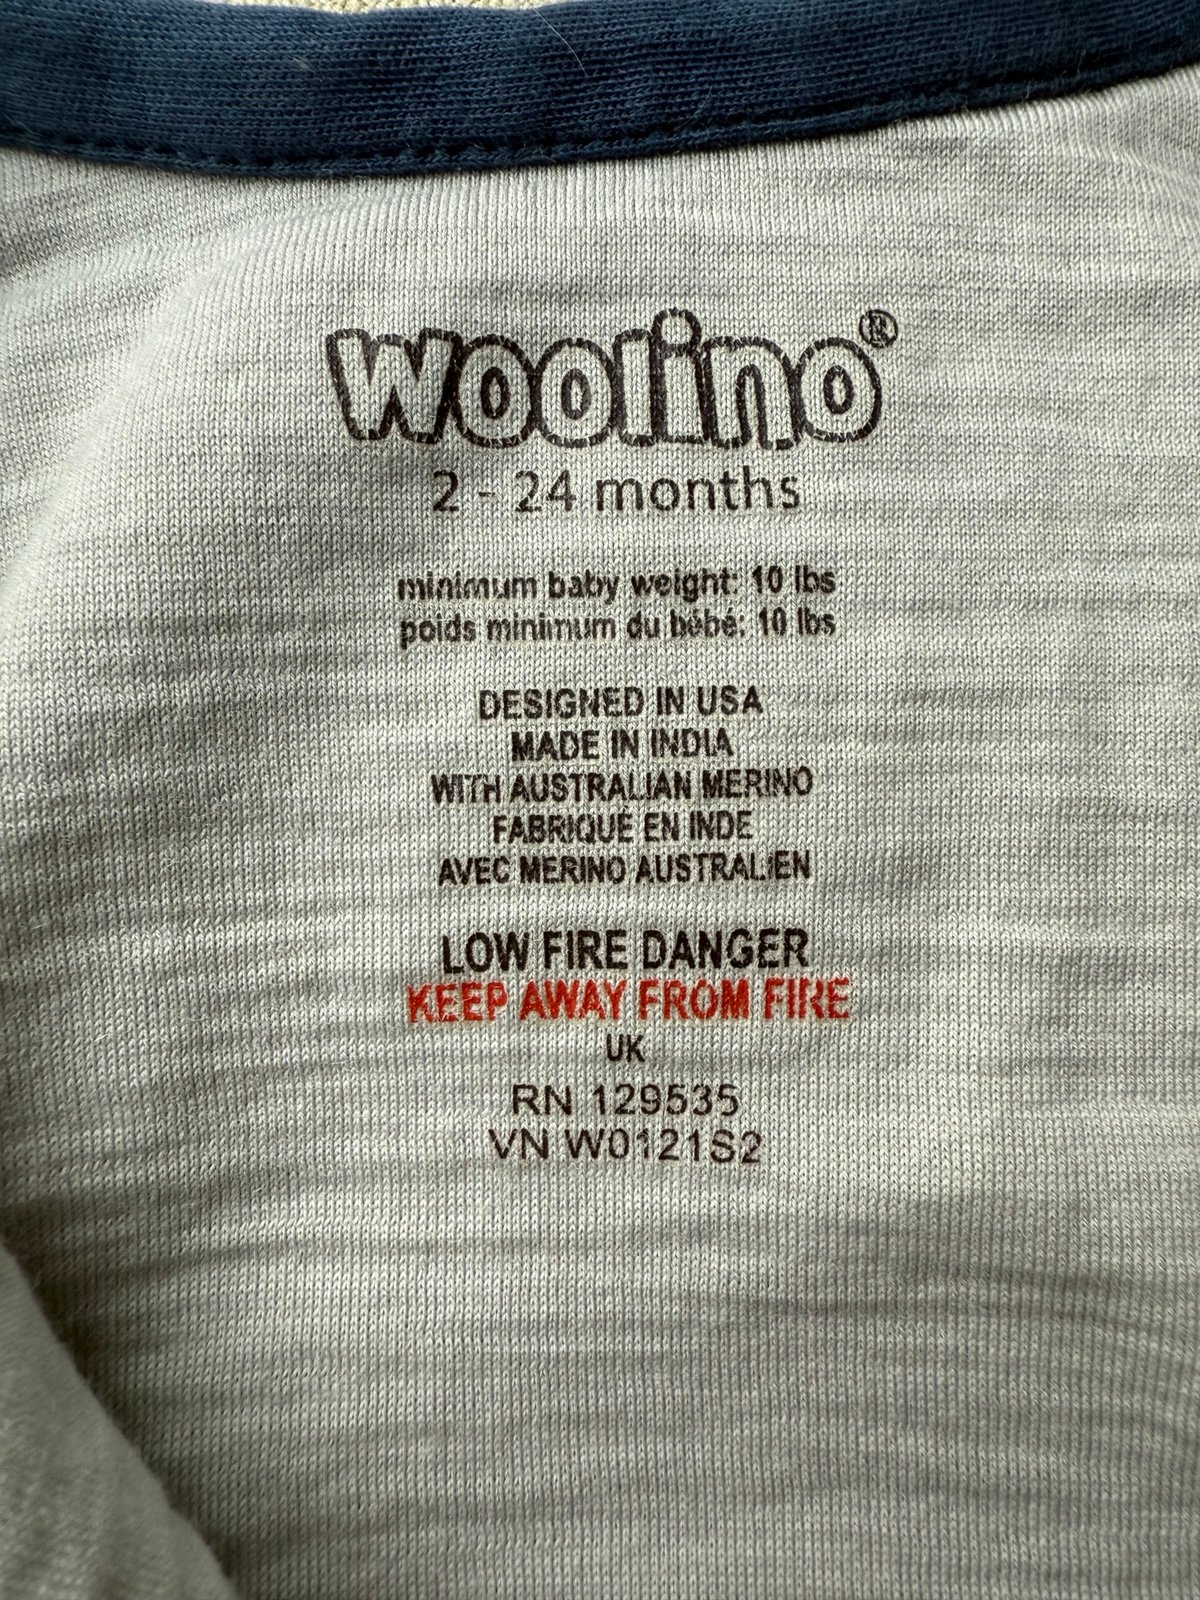 woolino®
2 - 24 months
minimum baby weight: 10 lbs
poids minimum du bébé: 10 lbs
DESIGNED IN USA
MADE IN INDIA
WITH AUSTRALIAN MERINO
FABRIQUÉ EN INDE
AVEC MERINO AUSTRALIEN
LOW FIRE DANGER
KEEP AWAY FROM FIRE
UK
RN 129535
VN W0121S2